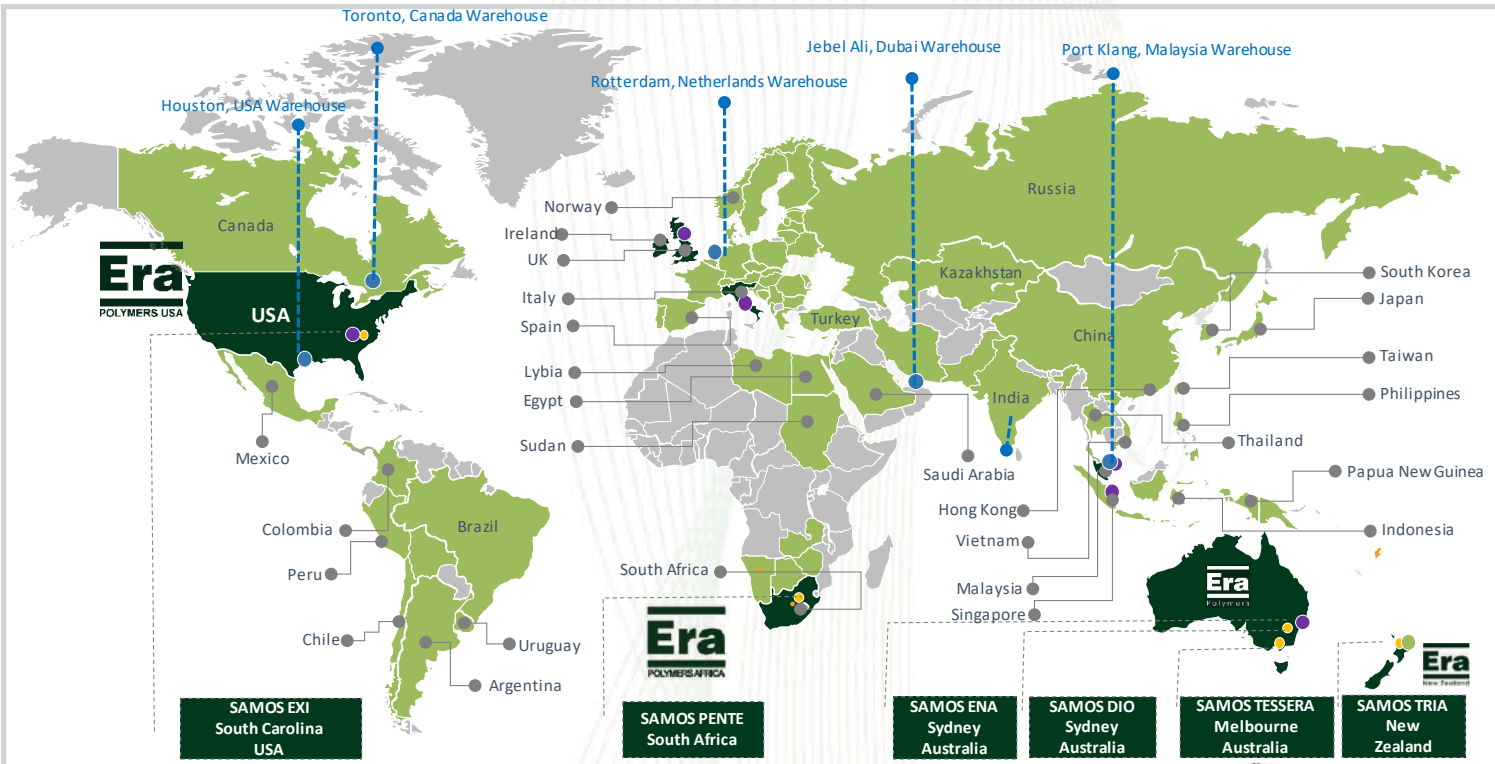 Toronto, Canada Warehouse
Jebel Ali, Dubai Warehouse
Port Klang, Malaysia Warehouse
Rotterdam, Netherlands Warehouse
Houston, USA Warehouse
Russia
Norway
Canada
Ireland
UK
Era
POLYMERS USA
Kazakhstan
South Korea
Italy
Japan
USA
Spain
Turkey
China
Taiwan
Lybia
Egypt
India
Philippines
Sudan
Thailand
Mexico
Saudi Arabia
Papua New Guinea
Hong Kong
Colombia
Brazil
Indonesia
Vietnam
Peru
South Africa
Era
Polymers
Malaysia
Singapore
Chile
Uruguay
Era
POLYMERS AFRICA
Era
New Zealand
Argentina
SAMOS EXI
South Carolina
USA
SAMOS PENTE
South Africa
SAMOS ENA
Sydney
Australia
SAMOS DIO
Sydney
Australia
SAMOS TESSERA
Melbourne
Australia
SAMOS TRIA
New
Zealand